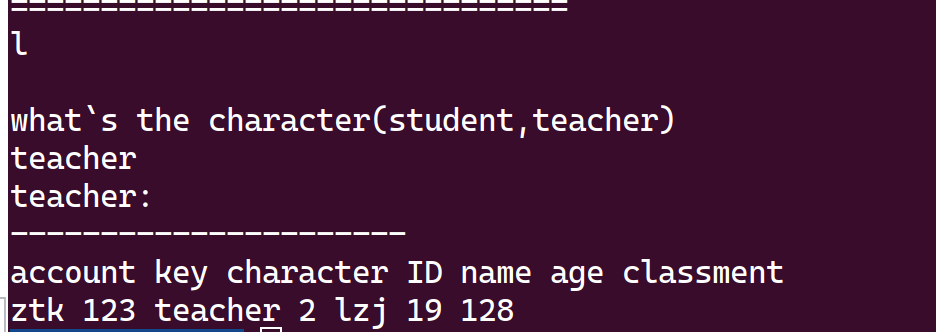 ===============================
l
what`s the character(student,teacher)
teacher
teacher:
----------------------
account key character ID name age classment
ztk 123 teacher 2 lzj 19 128